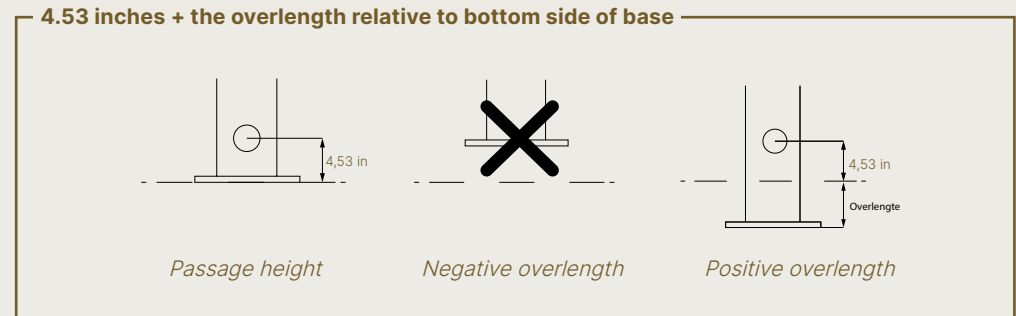 4.53 inches + the overlength relative to bottom side of base
4,53 in
4,53 in
Overlengte
Passage height
Negative overlength
Positive overlength